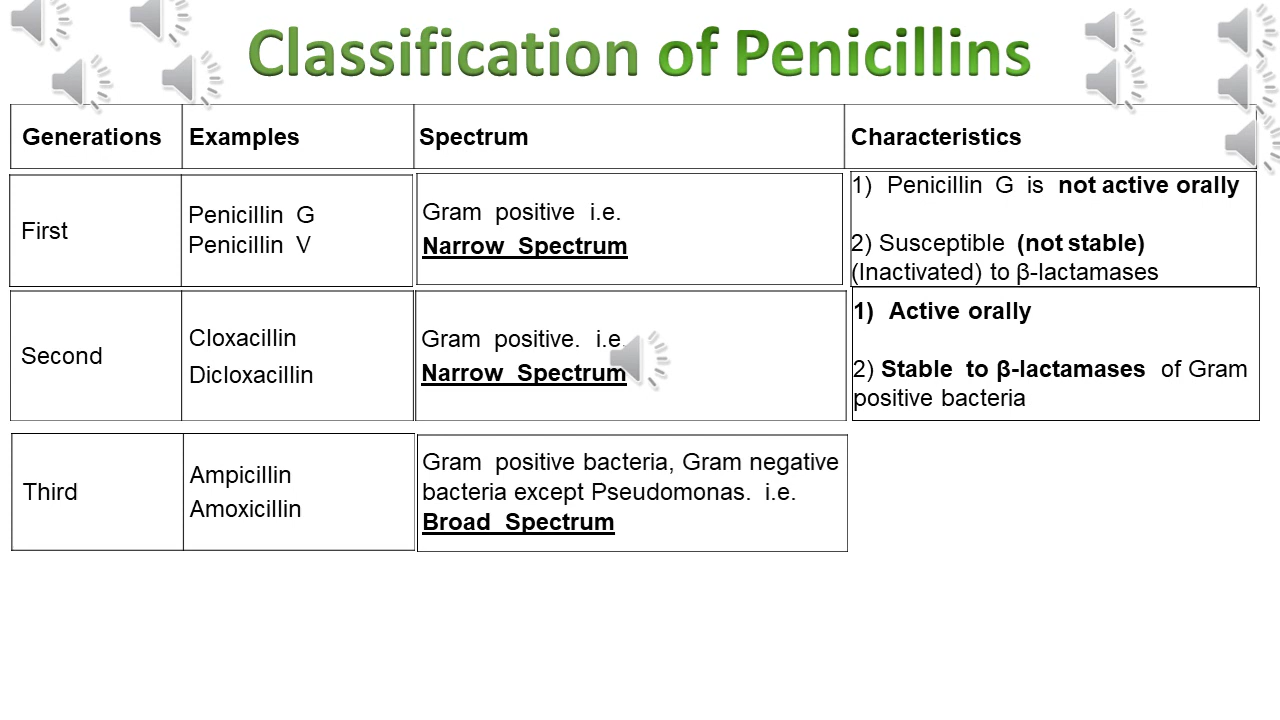 Classification of Penicillins
Generations
Examples
Spectrum
Characteristics
First
Penicillin G
Penicillin V
Gram positive i.e.
Narrow Spectrum
1) Penicillin G is not active orally
2) Susceptible (not stable)
(Inactivated) to β-lactamases
Second
Cloxacillin
Dicloxacillin
Gram positive. i.e.
Narrow Spectrum
1) Active orally
2) Stable to β-lactamases of Gram
positive bacteria
Third
Ampicillin
Amoxicillin
Gram positive bacteria, Gram negative
bacteria except Pseudomonas. i.e.
Broad Spectrum